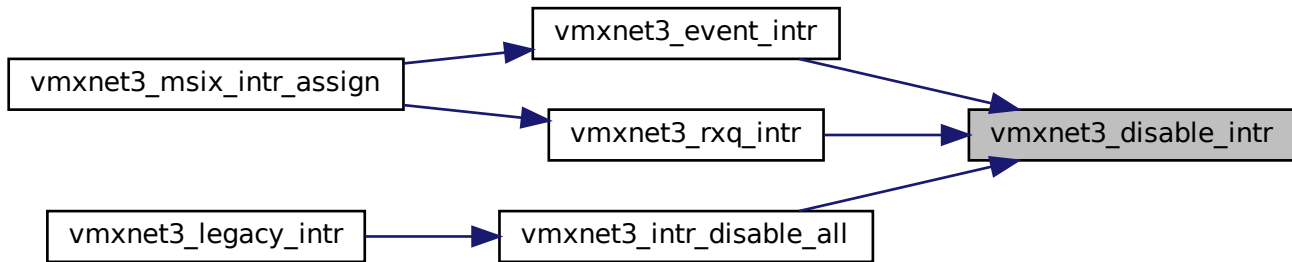 vmxnet3_event_intr
vmxnet3_msix_intr_assign
vmxnet3_rxq_intr
vmxnet3_disable_intr
vmxnet3_legacy_intr
vmxnet3_intr_disable_all